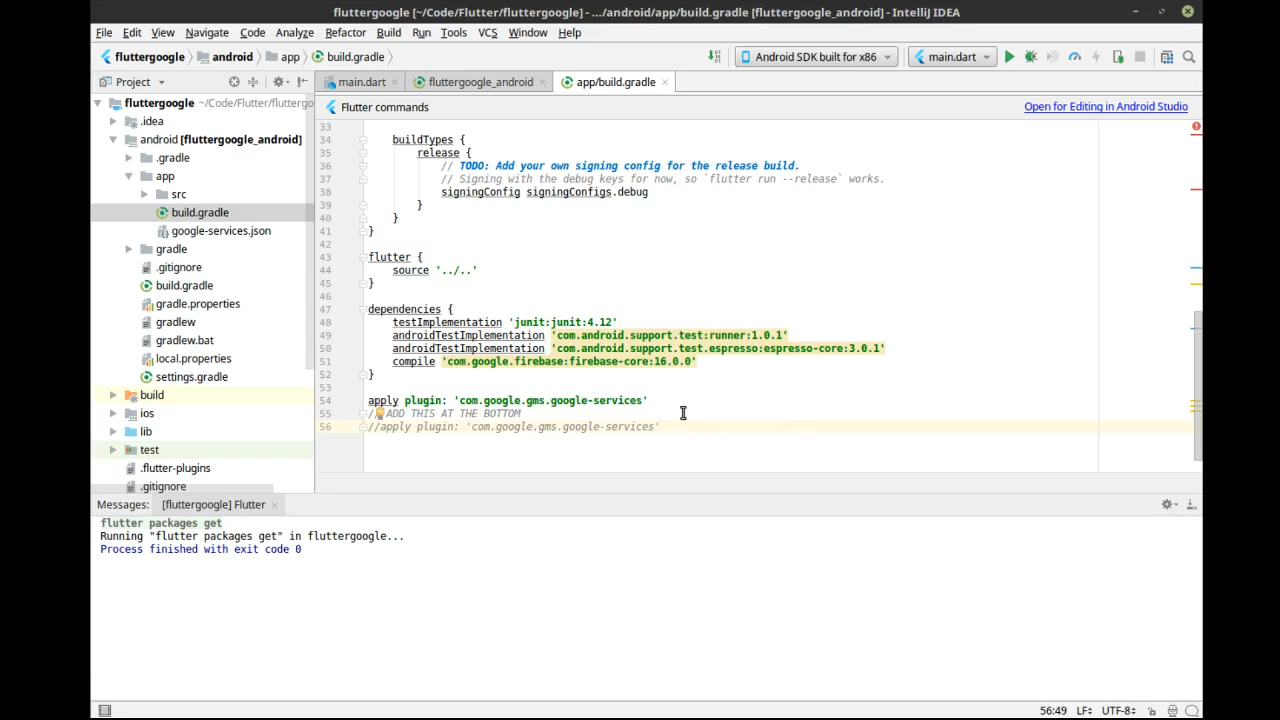 fluttergoogle [~/Code/Flutter/fluttergoogle] - .../android/app/build.gradle [fluttergoogle_android] - IntelliJ IDEA
File Edit View Navigate Code Analyze Refactor Build Run Tools VCS Window Help
fluttergoogle android app build.gradle Android SDK built for x86 main.dart
Project main.dart fluttergoogle_android app/build.gradle
fluttergoogle ~/Code/Flutter/fluttergo
.idea
android [fluttergoogle_android]
.gradle
app
src
build.gradle
google-services.json
gradle
.gitignore
build.gradle
gradle.properties
gradlew
gradlew.bat
local.properties
settings.gradle
build
ios
lib
test
.flutter-plugins
.gitignore
Flutter commands Open for Editing in Android Studio
33
34 buildTypes {
35 release {
36 // TODO: Add your own signing config for the release build.
37 // Signing with the debug keys for now, so `flutter run --release` works.
38 signingConfig signingConfigs.debug
39 }
40 }
41 }
42
43 flutter {
44 source '../..'
45 }
46
47 dependencies {
48 testImplementation 'junit:junit:4.12'
49 androidTestImplementation 'com.android.support.test:runner:1.0.1'
50 androidTestImplementation 'com.android.support.test.espresso:espresso-core:3.0.1'
51 compile 'com.google.firebase:firebase-core:16.0.0'
52 }
53
54 apply plugin: 'com.google.gms.google-services'
55 // ADD THIS AT THE BOTTOM
56 //apply plugin: 'com.google.gms.google-services'
Messages: [fluttergoogle] Flutter
flutter packages get
Running "flutter packages get" in fluttergoogle...
Process finished with exit code 0
56:49 LF UTF-8